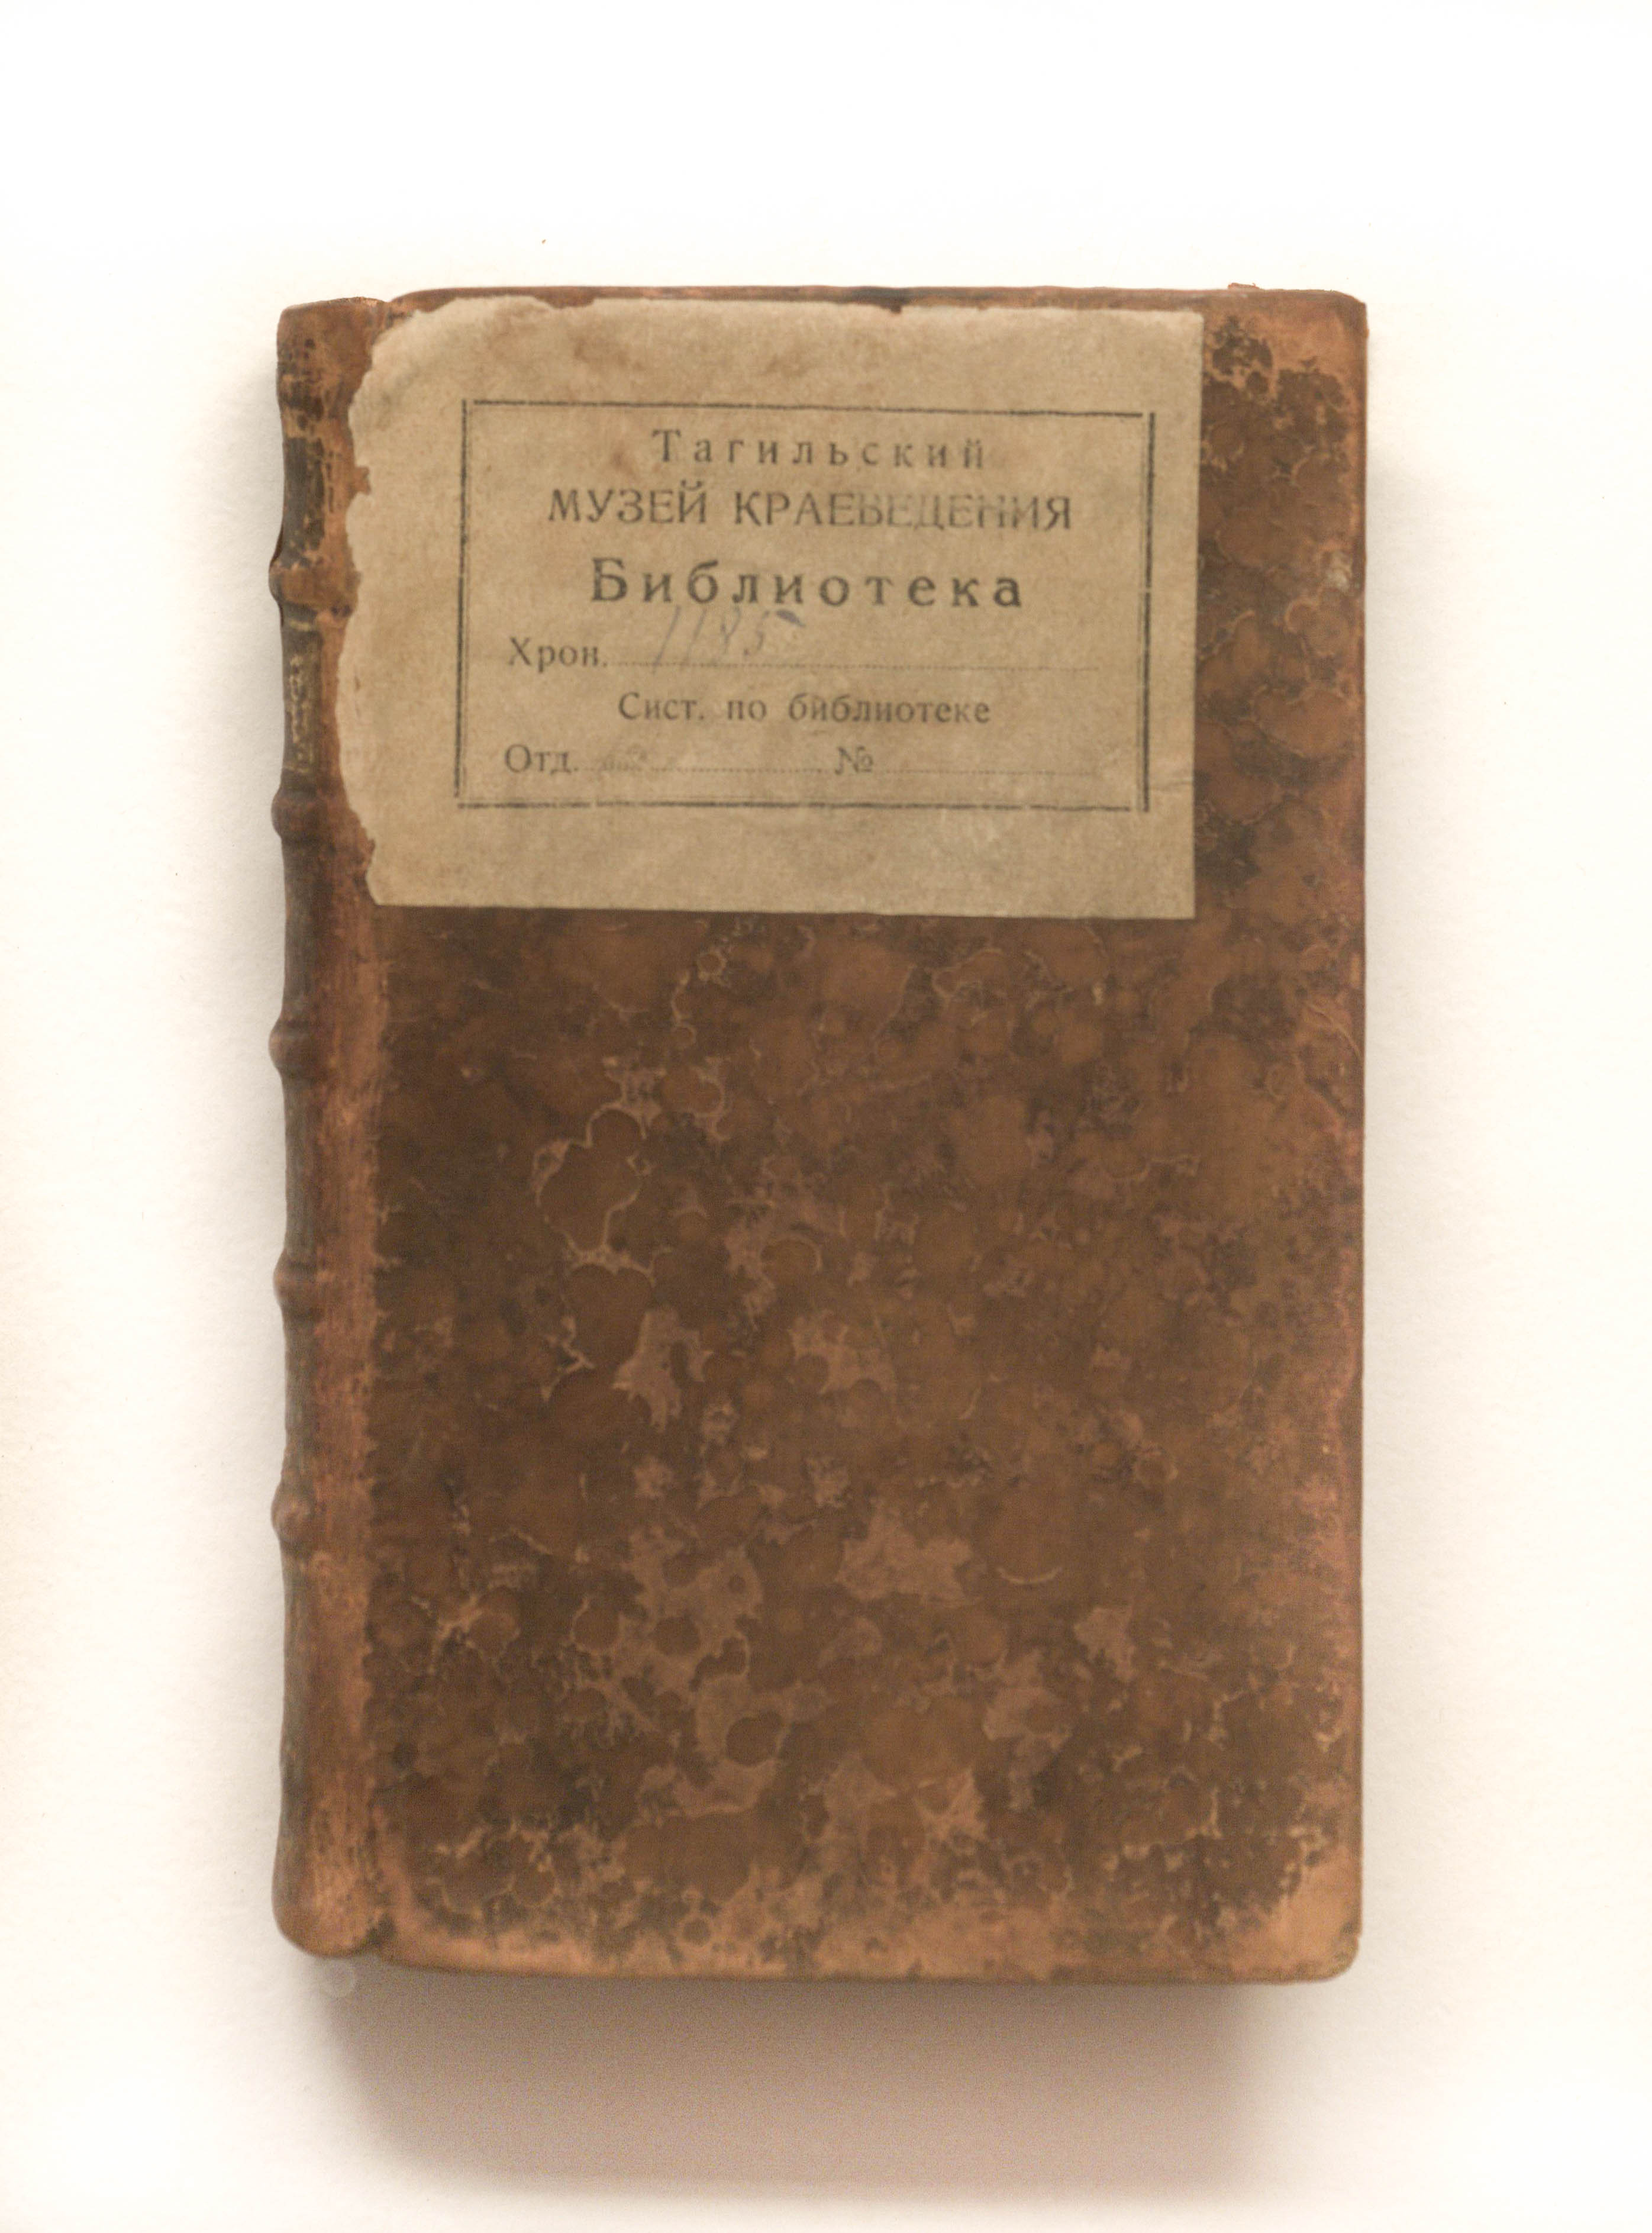 Тагильский
МУЗЕЙ КРАЕВЕДЕНИЯ
Библиотека
Хрон. 1185
Сист. по библиотеке
Отд. №